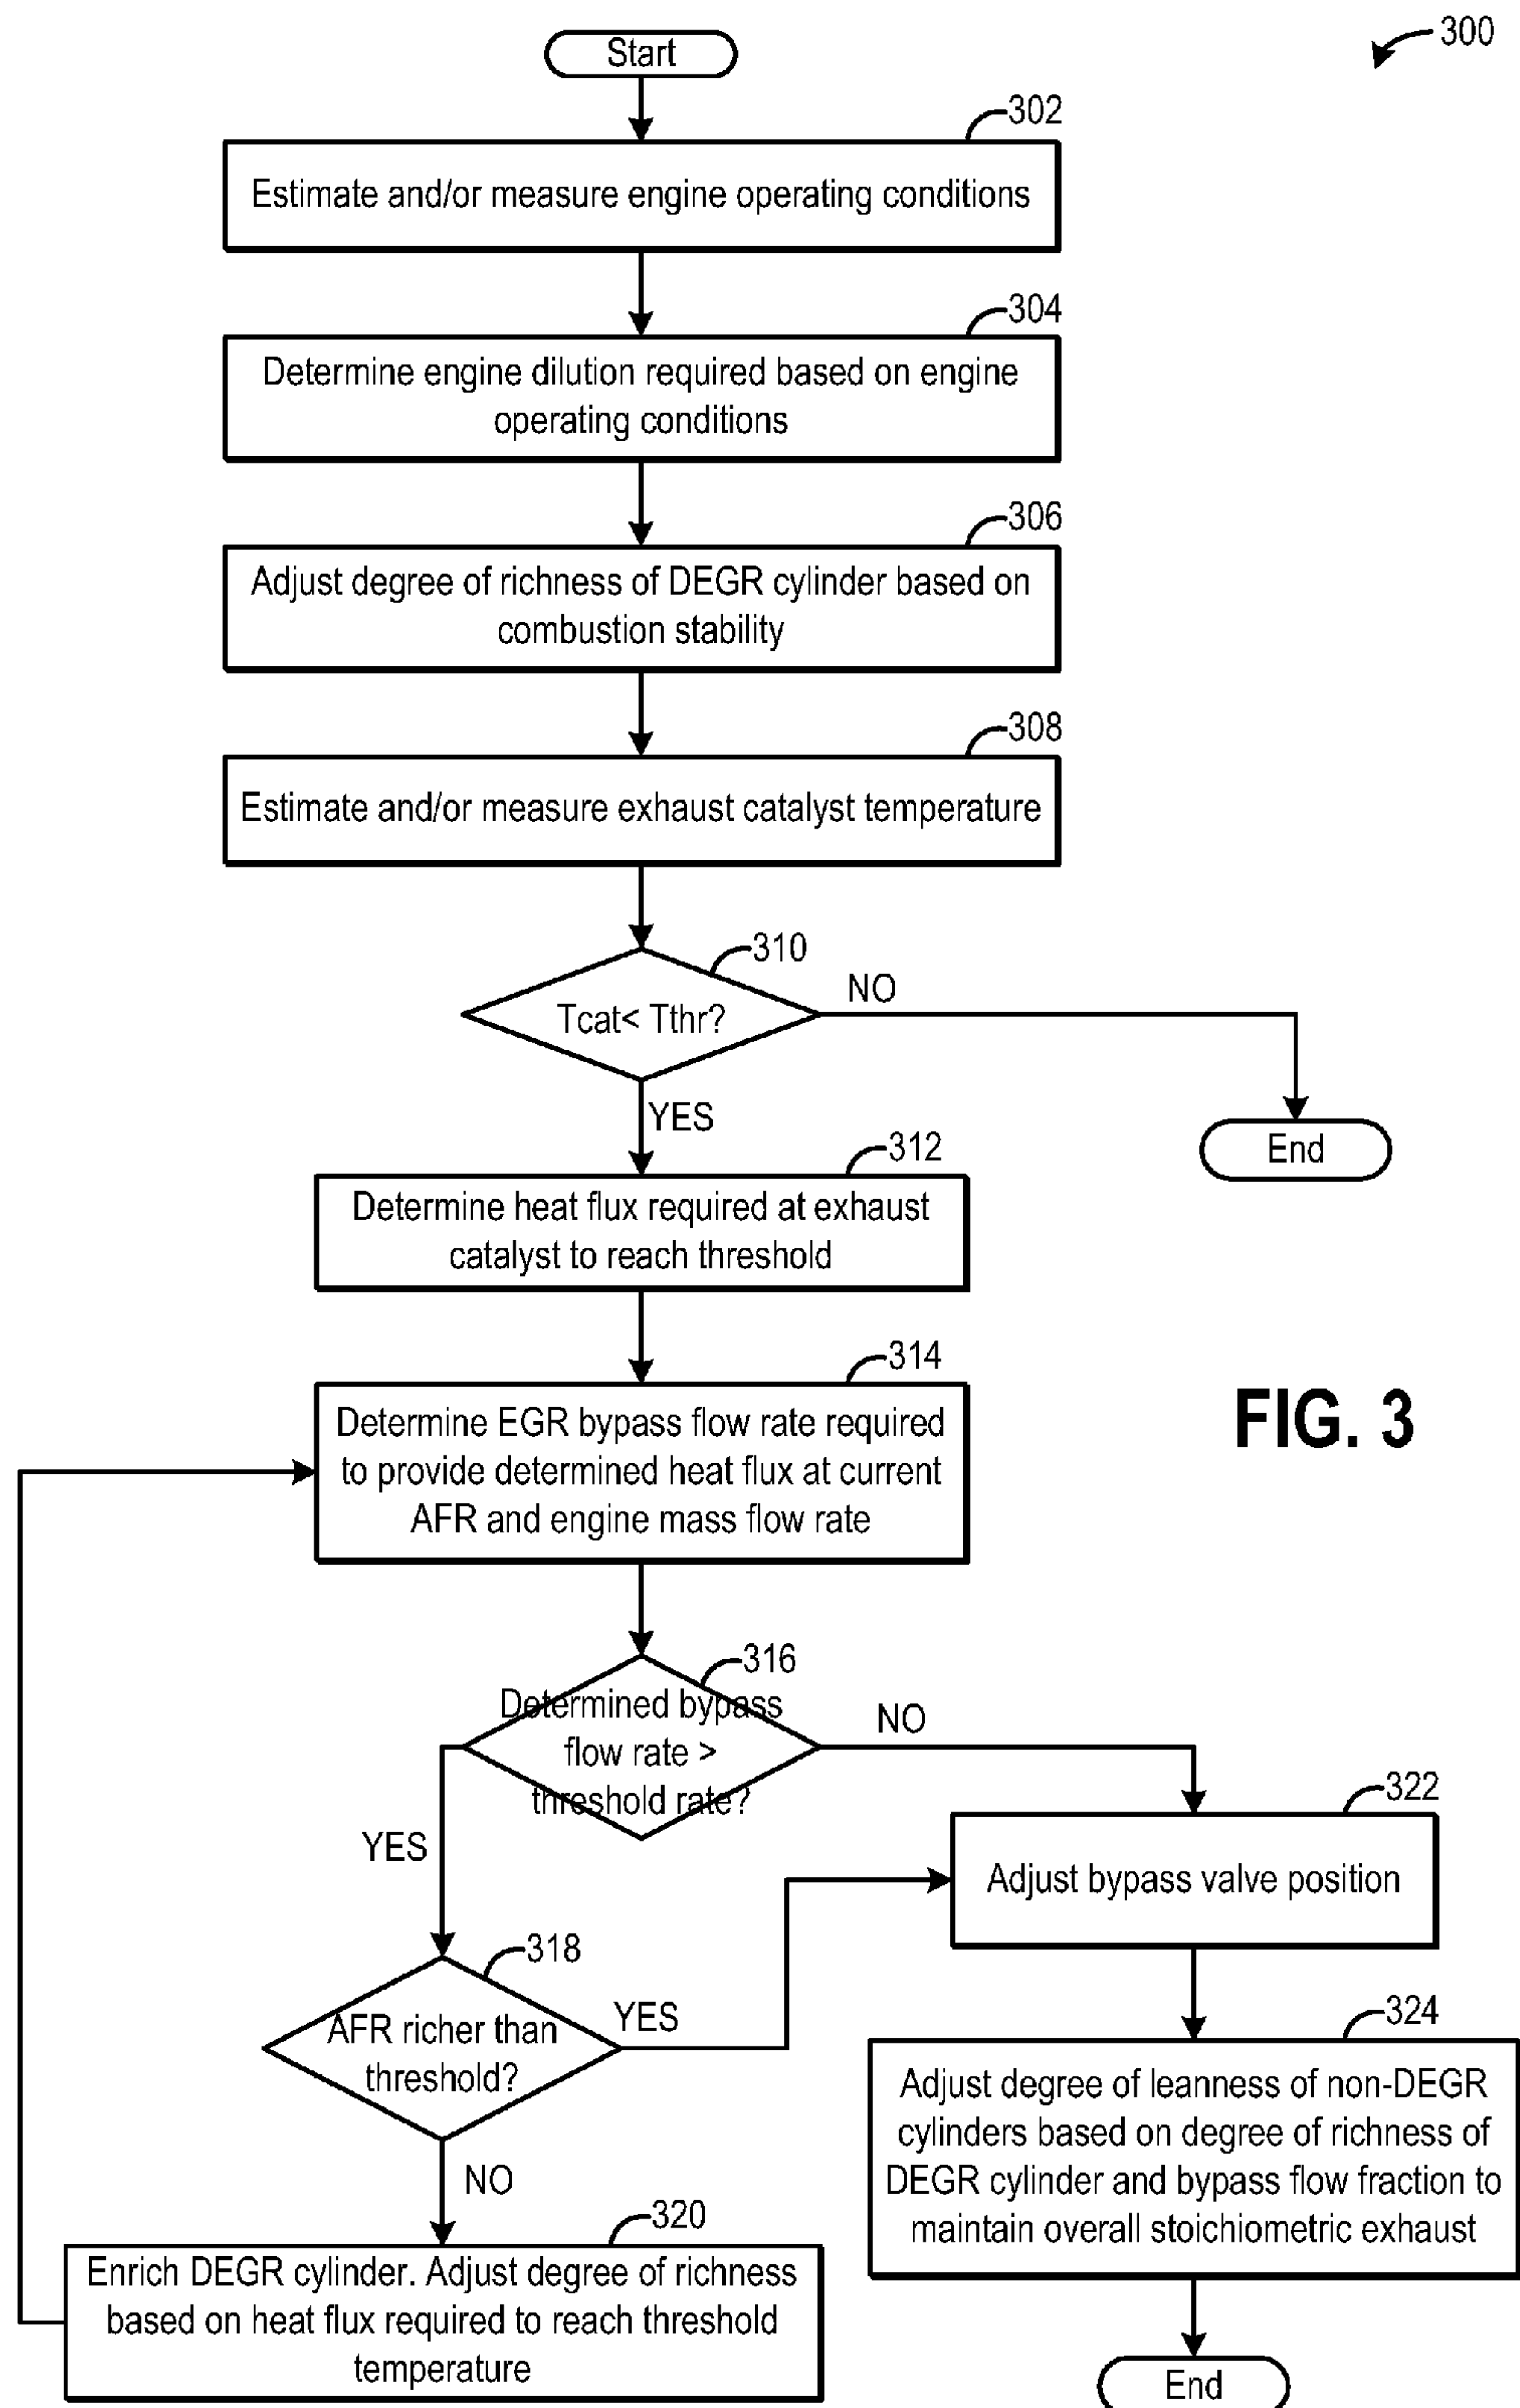 300
Start
302
Estimate and/or measure engine operating conditions
304
Determine engine dilution required based on engine
operating conditions
306
Adjust degree of richness of DEGR cylinder based on
combustion stability
308
Estimate and/or measure exhaust catalyst temperature
310
Tcat< Tthr?
NO
YES
End
312
Determine heat flux required at exhaust
catalyst to reach threshold
314
Determine EGR bypass flow rate required
to provide determined heat flux at current
AFR and engine mass flow rate
FIG. 3
316
Determined bypass
flow rate >
threshold rate?
NO
YES
322
Adjust bypass valve position
318
AFR richer than
threshold?
YES
NO
324
Adjust degree of leanness of non-DEGR
cylinders based on degree of richness of
DEGR cylinder and bypass flow fraction to
maintain overall stoichiometric exhaust
320
Enrich DEGR cylinder. Adjust degree of richness
based on heat flux required to reach threshold
temperature
End